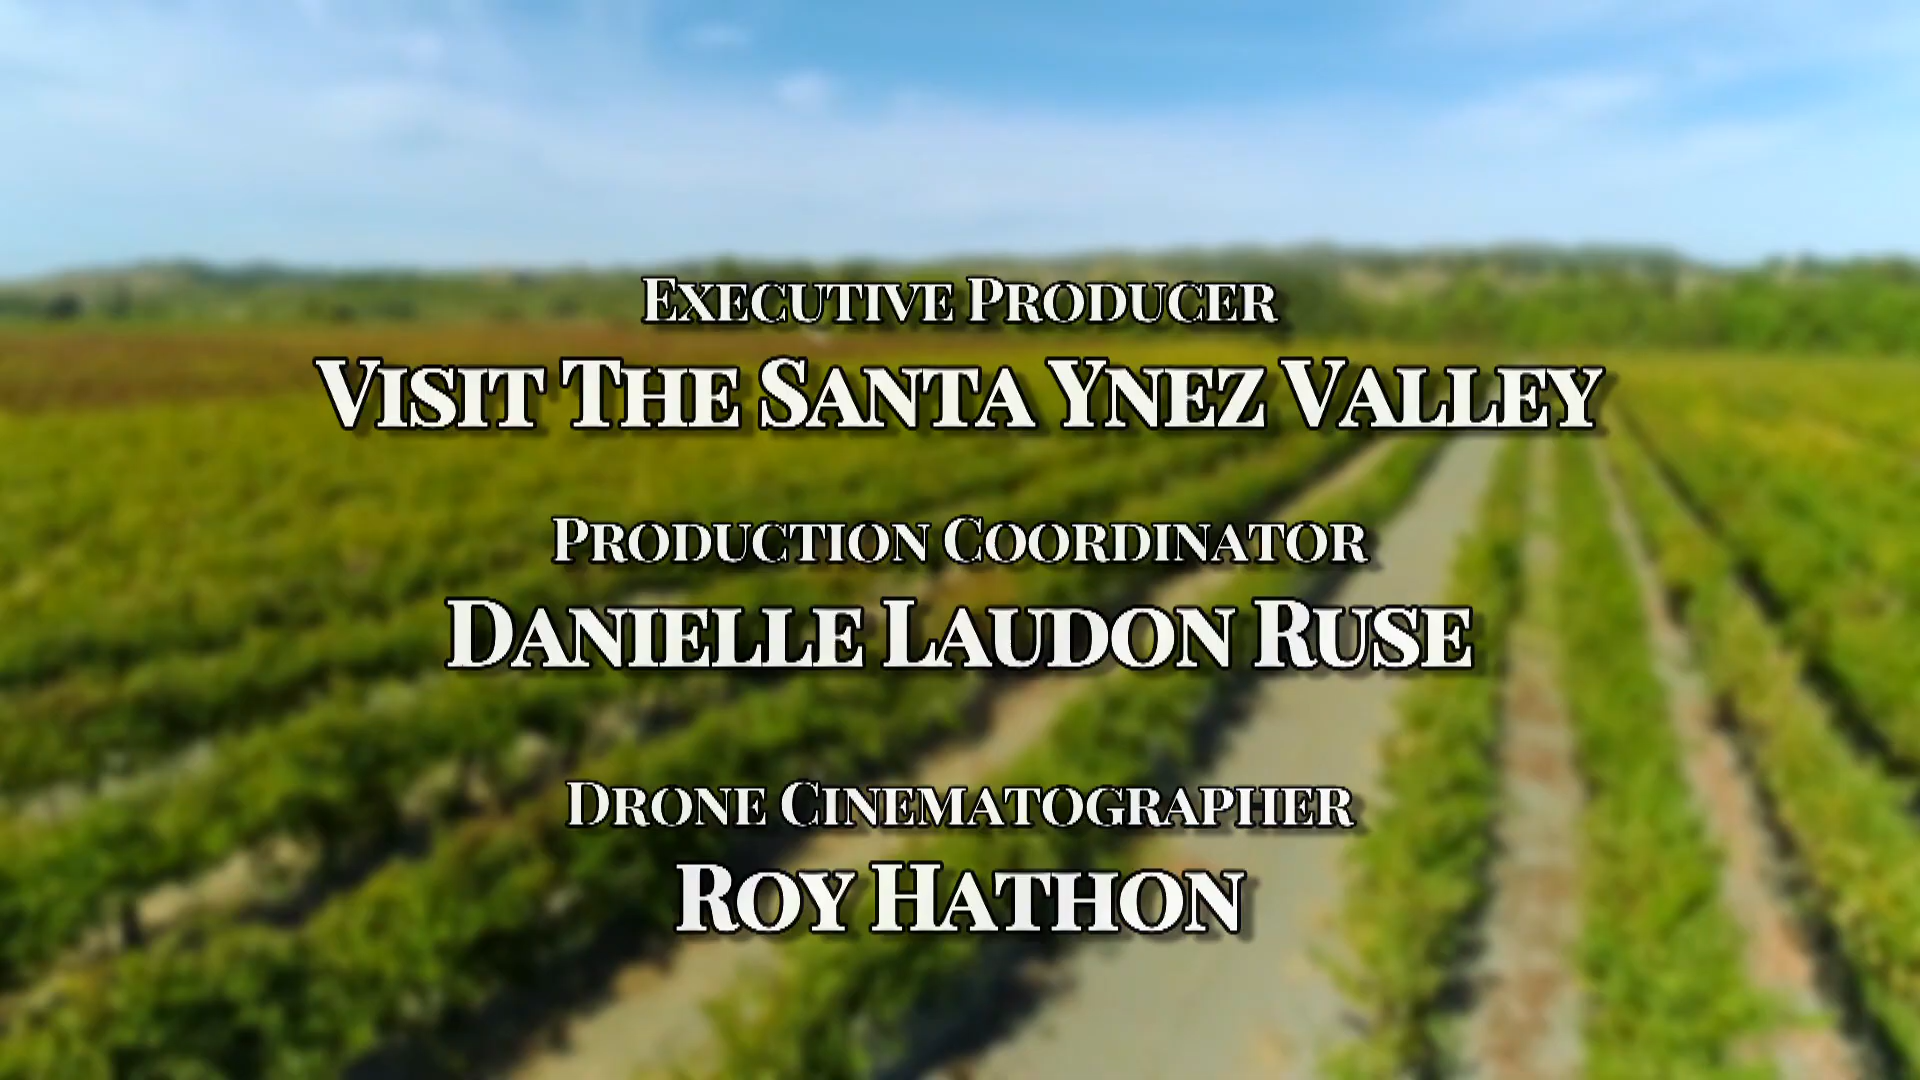 Executive Producer
Visit The Santa Ynez Valley
Production Coordinator
Danielle Laudon Ruse
Drone Cinematographer
Roy Hathon